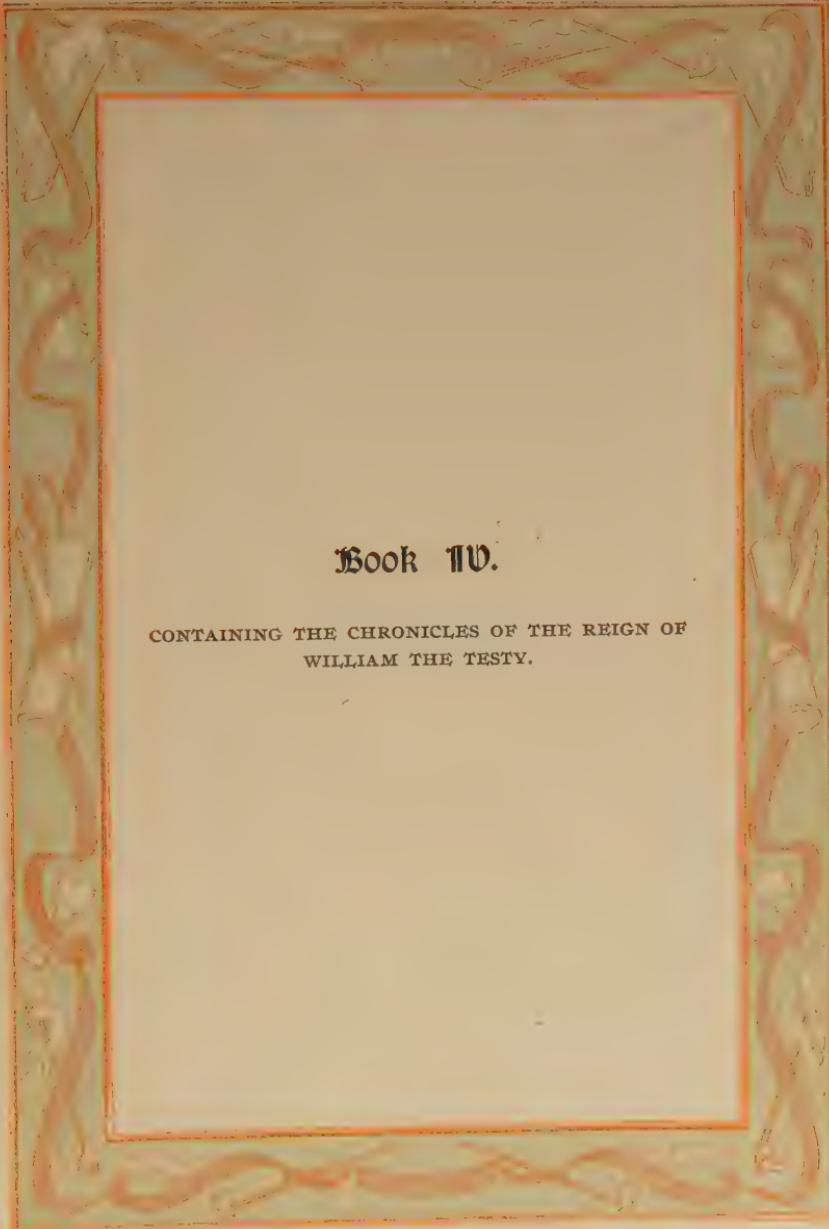 Book IV.
CONTAINING THE CHRONICLES OF THE REIGN OF
WILLIAM THE TESTY.